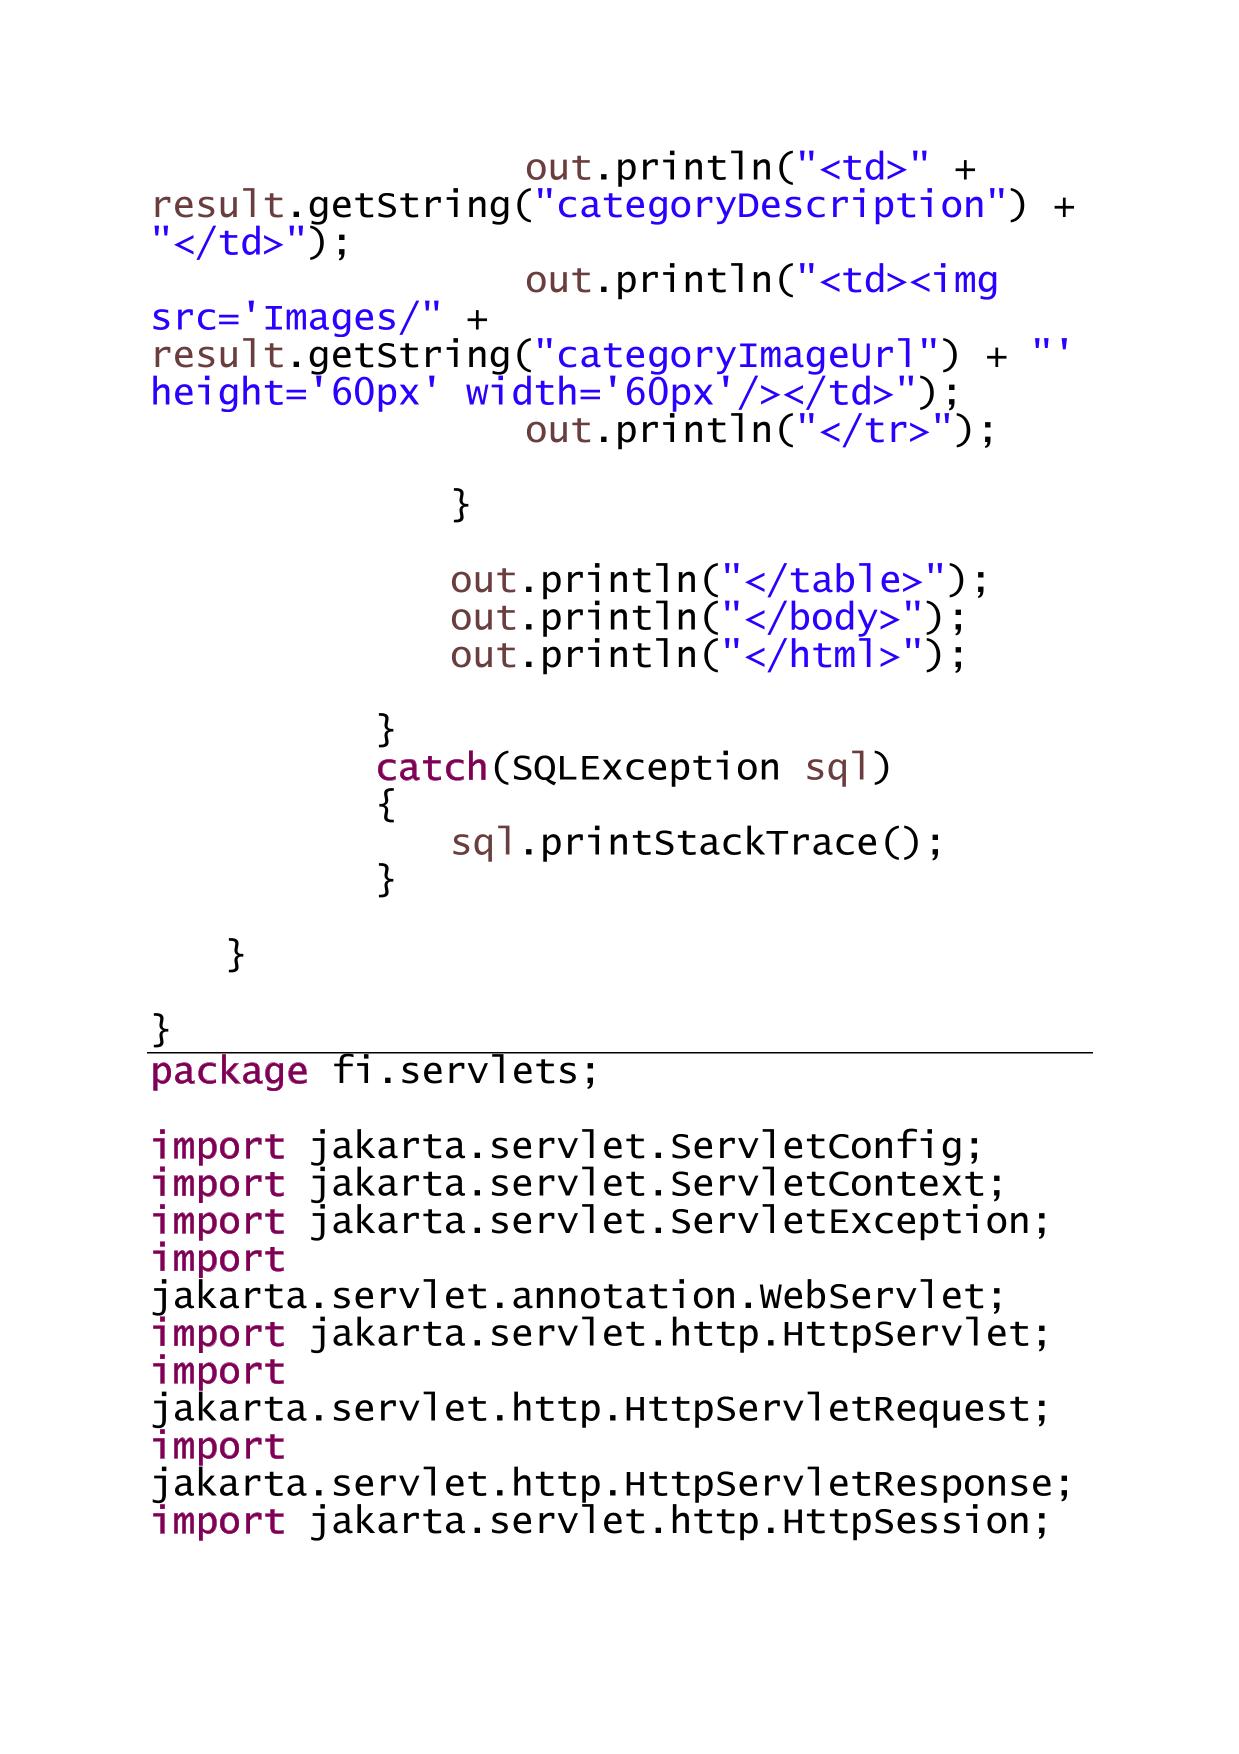 out.println("<td>" +
result.getString("categoryDescription") +
"</td>");
out.println("<td><img
src='Images/" +
result.getString("categoryImageUrl") + "'
height='60px' width='60px'/></td>");
out.println("</tr>");
}
out.println("</table>");
out.println("</body>");
out.println("</html>");
}
catch(SQLException sql)
{
sql.printStackTrace();
}
}
}
package fi.servlets;
import jakarta.servlet.ServletConfig;
import jakarta.servlet.ServletContext;
import jakarta.servlet.ServletException;
import
jakarta.servlet.annotation.WebServlet;
import jakarta.servlet.http.HttpServlet;
import
jakarta.servlet.http.HttpServletRequest;
import
jakarta.servlet.http.HttpServletResponse;
import jakarta.servlet.http.HttpSession;